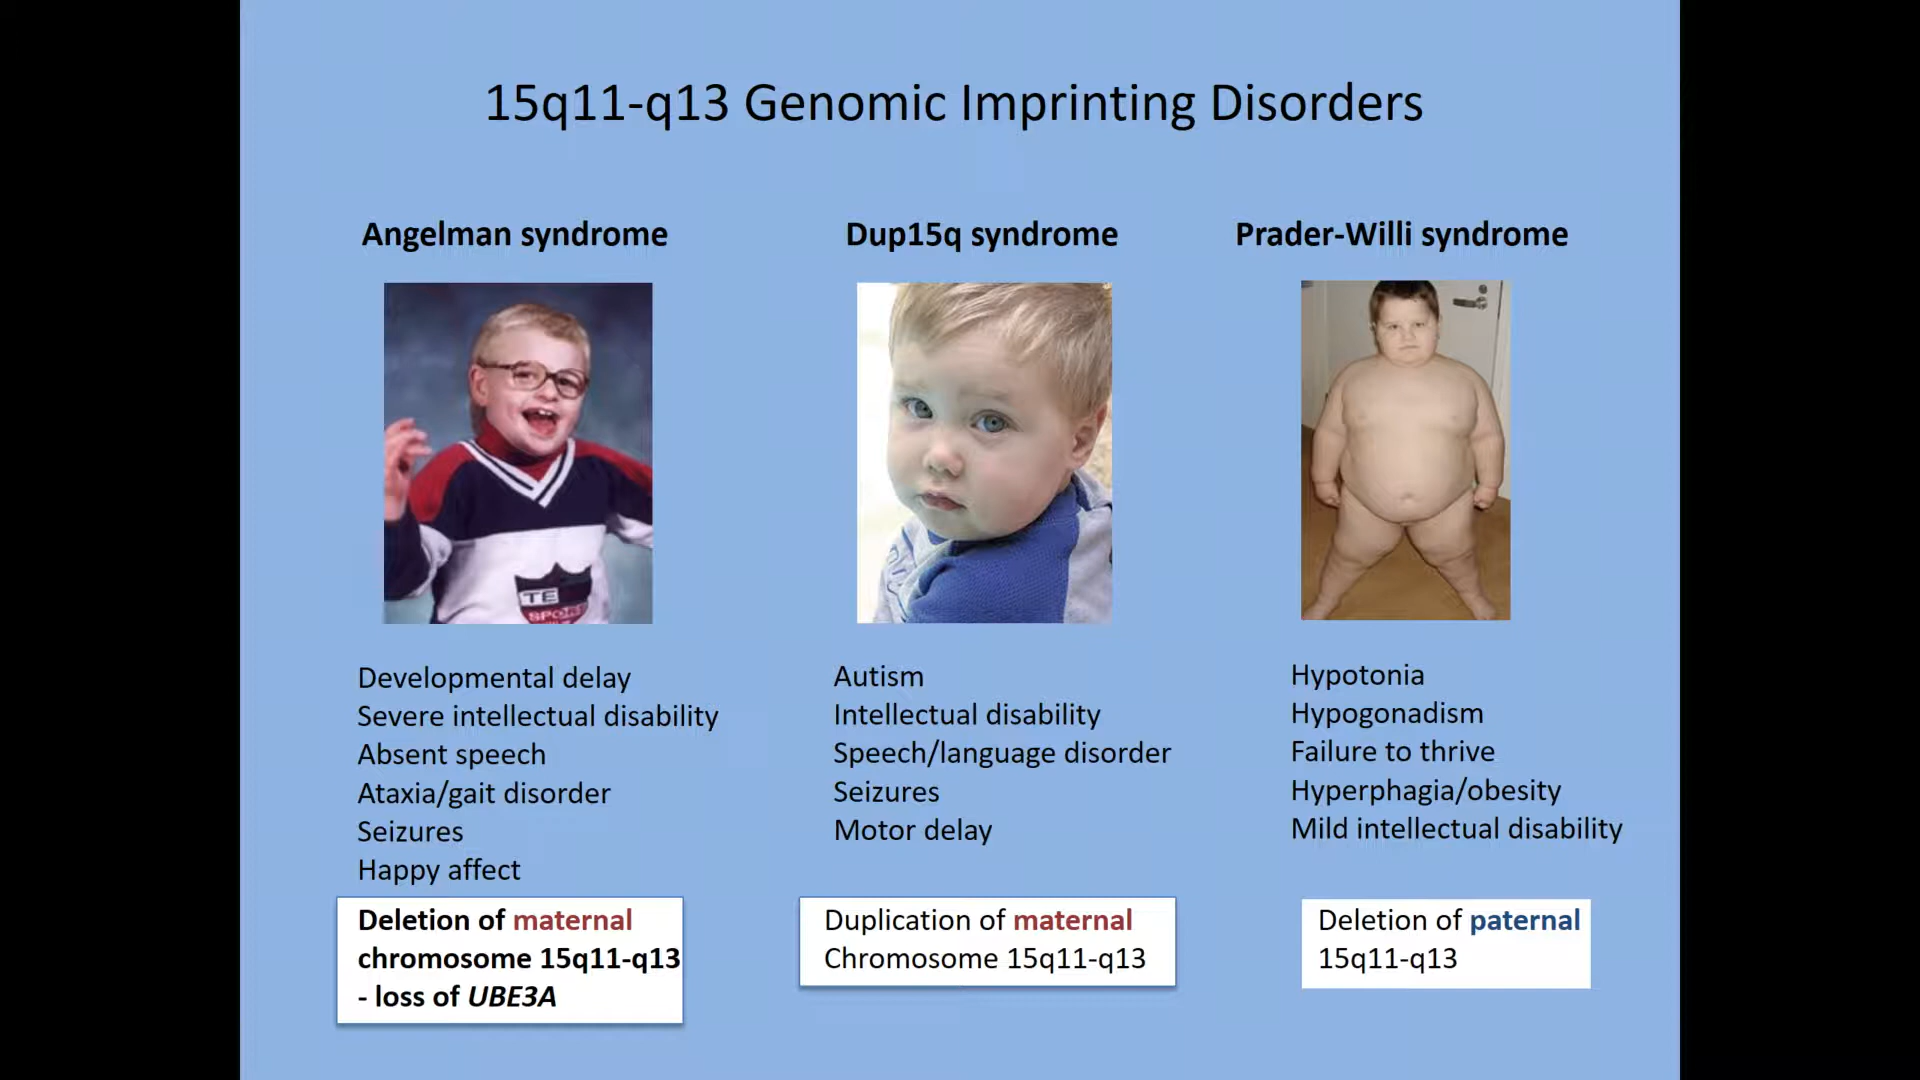 15q11-q13 Genomic Imprinting Disorders
Angelman syndrome
TE
SPORT
Developmental delay
Severe intellectual disability
Absent speech
Ataxia/gait disorder
Seizures
Happy affect
Deletion of maternal
chromosome 15q11-q13
- loss of UBE3A
Dup15q syndrome
Autism
Intellectual disability
Speech/language disorder
Seizures
Motor delay
Duplication of maternal
Chromosome 15q11-q13
Prader-Willi syndrome
Hypotonia
Hypogonadism
Failure to thrive
Hyperphagia/obesity
Mild intellectual disability
Deletion of paternal
15q11-q13